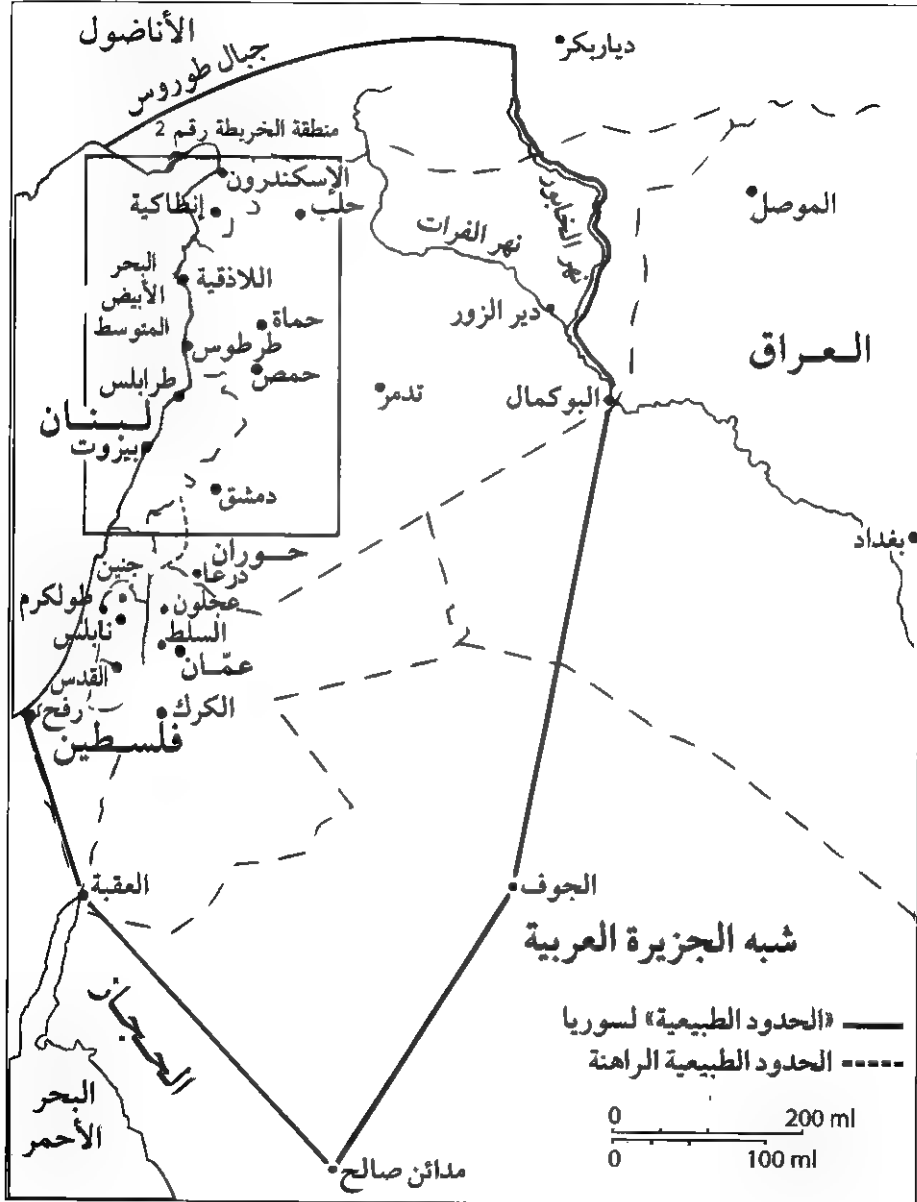 الأناضول
جبال طوروس
دياربكر
منطقة الخريطة رقم 2
الإسكندرون
إنطاكية
حلب
نهر الخابور
الموصل
نهر الفرات
البحر
الأبيض
المتوسط
اللاذقية
دير الزور
حماة
طرطوس
العراق
حمص
تدمر
البوكمال
طرابلس
لبنان
بيروت
دمشق
بغداد
حوران
درعا
جنين
طولكرم
عجلون
نابلس
السلط
عمّان
القدس
الكرك
رفح
فلسطين
العقبة
الجوف
شبه الجزيرة العربية
الحجاز
«الحدود الطبيعية» لسوريا
الحدود الطبيعية الراهنة
البحر
الأحمر
0 200 ml
0 100 ml
مدائن صالح